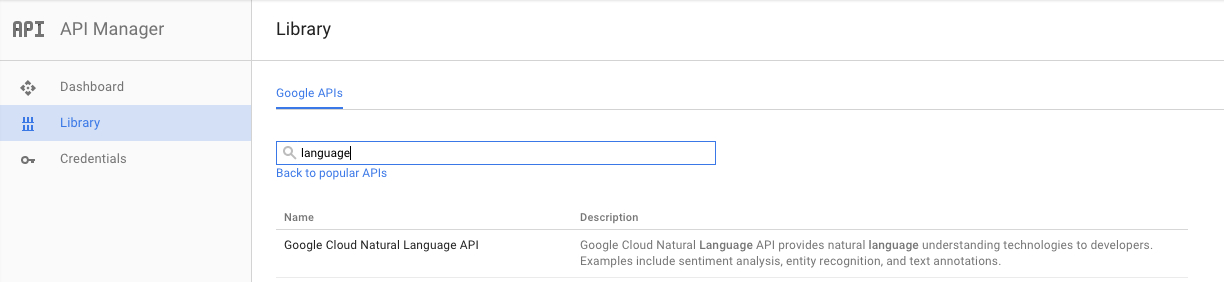 API API Manager
Library
Dashboard
Library
Credentials
Google APIs
language
Back to popular APIs
Name Description
Google Cloud Natural Language API Google Cloud Natural Language API provides natural language understanding technologies to developers.
Examples include sentiment analysis, entity recognition, and text annotations.